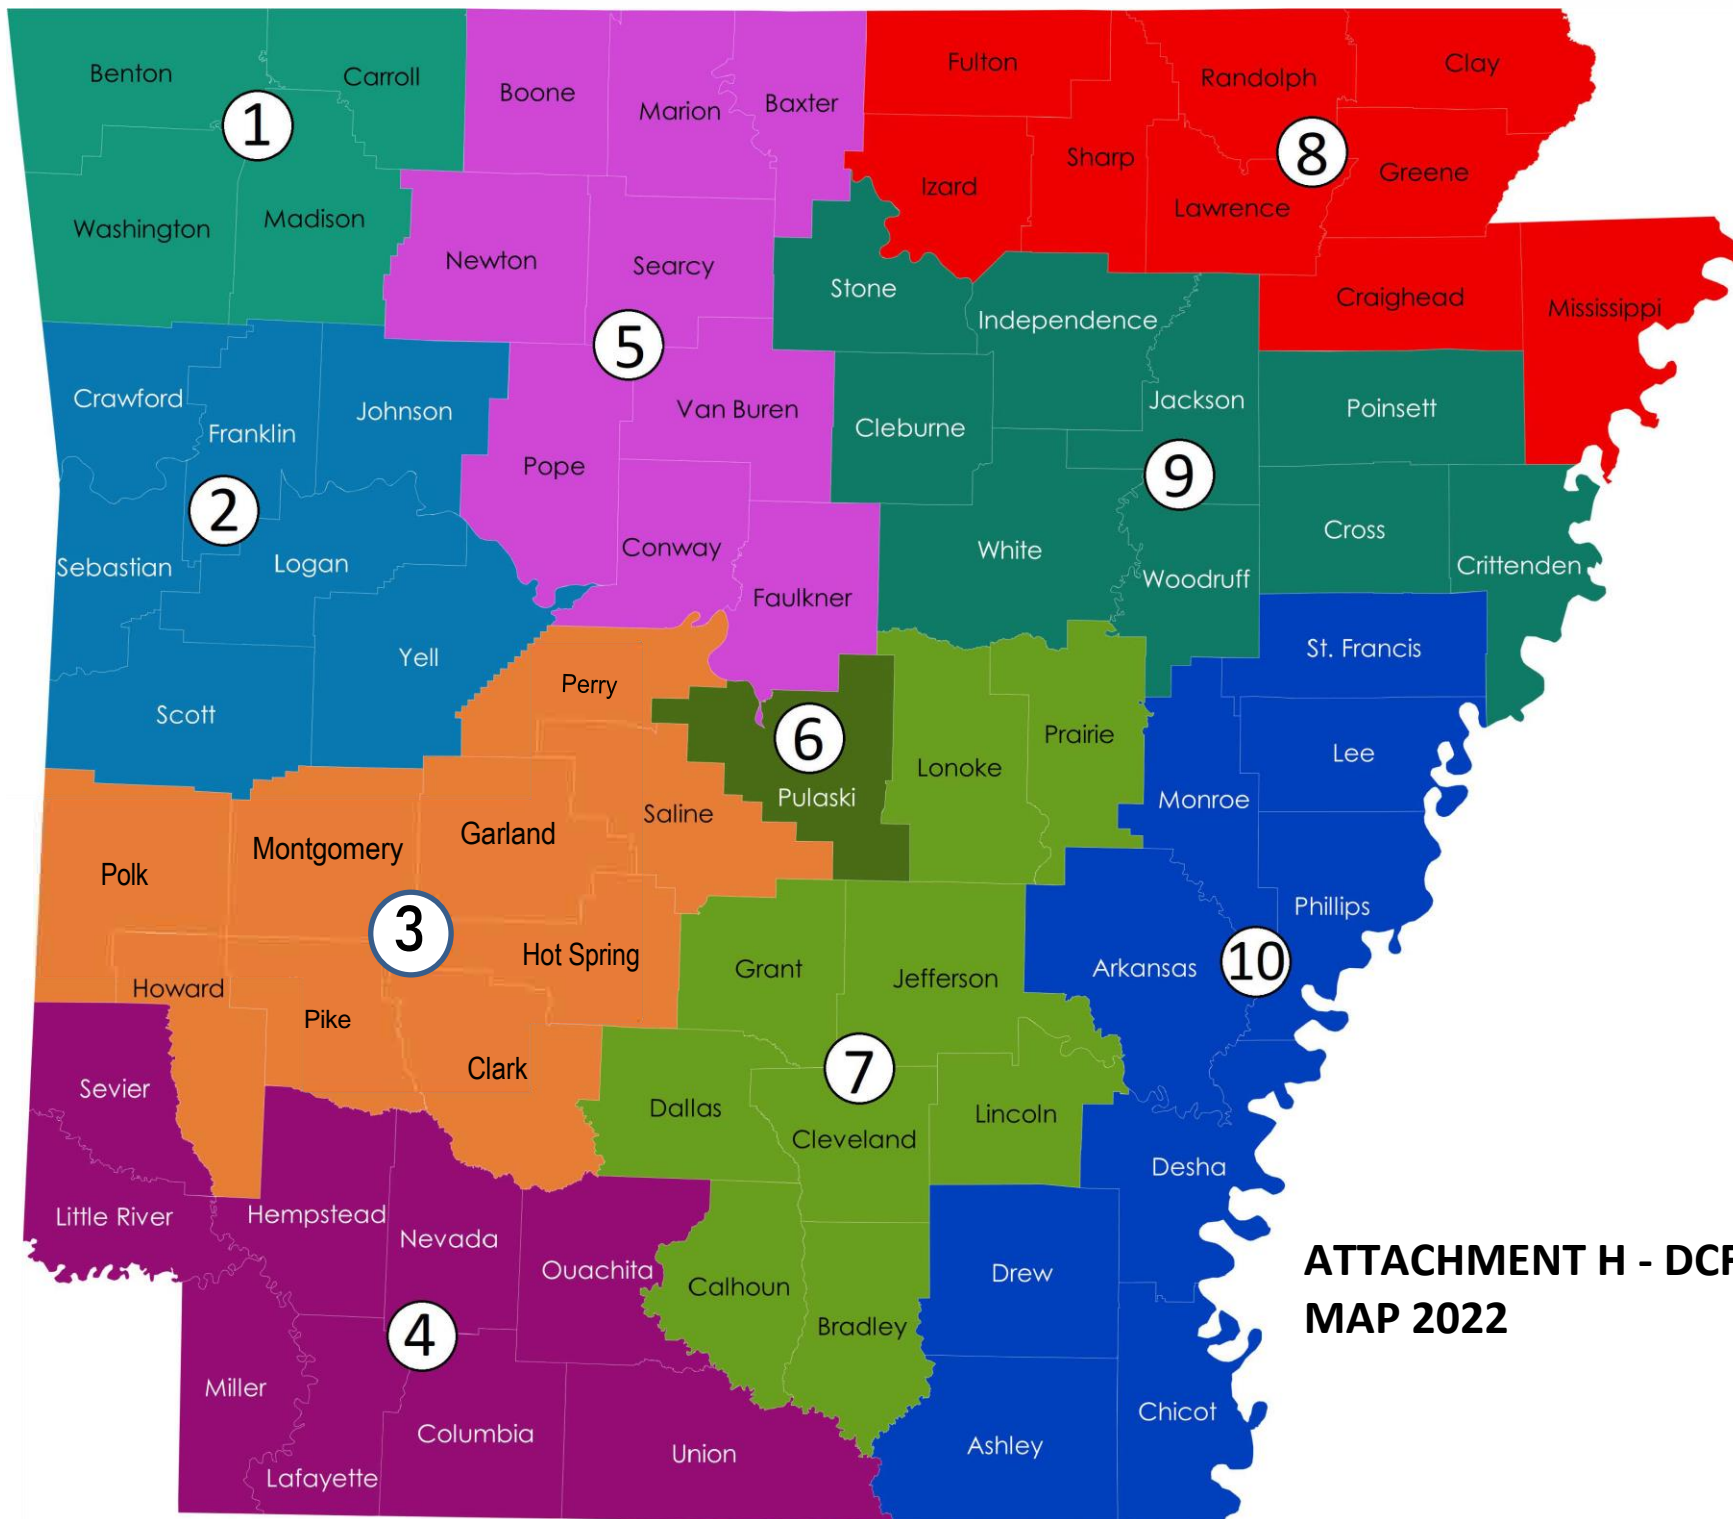 Benton
Carroll
1
Washington
Madison
Boone
Marion
Baxter
Newton
Searcy
5
Van Buren
Pope
Conway
Faulkner
Fulton
Randolph
Clay
8
Izard
Sharp
Lawrence
Greene
Craighead
Mississippi
Stone
Independence
Jackson
Poinsett
Cleburne
9
White
Woodruff
Cross
Crittenden
Crawford
Franklin
Johnson
2
Sebastian
Logan
Scott
Yell
Perry
Saline
Garland
Montgomery
Polk
3
Hot Spring
Howard
Pike
Clark
6
Pulaski
Lonoke
Prairie
Grant
Jefferson
7
Dallas
Cleveland
Lincoln
Calhoun
Bradley
St. Francis
Lee
Monroe
Phillips
Arkansas
10
Desha
Drew
Ashley
Chicot
Sevier
Little River
Hempstead
Nevada
Ouachita
4
Miller
Lafayette
Columbia
Union
ATTACHMENT H - DCF
MAP 2022